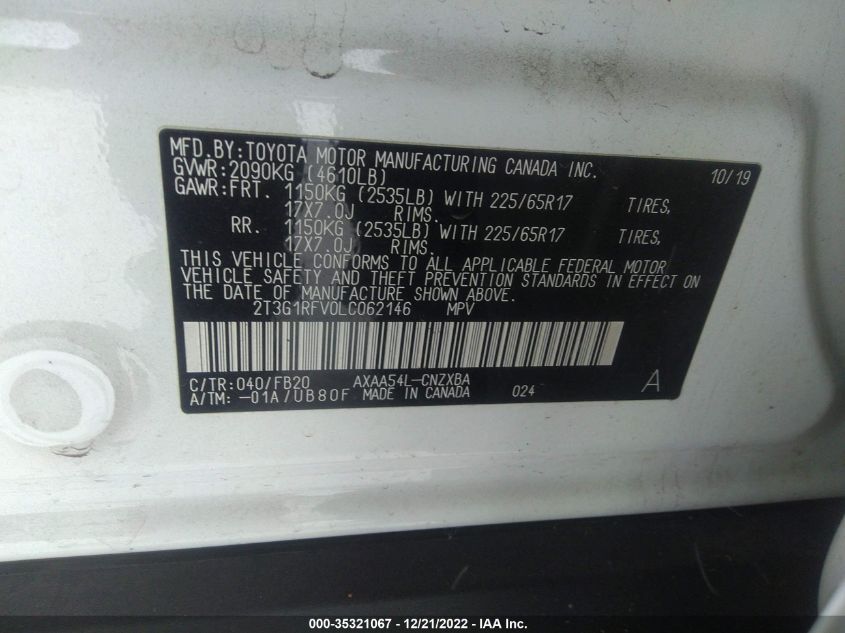 MFD.BY:TOYOTA MOTOR MANUFACTURING CANADA INC. 10/19
GVWR:2090KG (4610LB)
GAWR:FRT. 1150KG (2535LB) WITH 225/65R17 TIRES,
17X7.0J RIMS.
RR. 1150KG (2535LB) WITH 225/65R17 TIRES,
17X7.0J RIMS.
THIS VEHICLE CONFORMS TO ALL APPLICABLE FEDERAL MOTOR
VEHICLE SAFETY AND THEFT PREVENTION STANDARDS IN EFFECT ON
THE DATE OF MANUFACTURE SHOWN ABOVE.
2T3G1RFV0LC062146 MPV
C/TR:040/FB20 AXAA54L-CNZXBA A
A/TM:-01A/UB80F MADE IN CANADA 024
000-35321067 - 12/21/2022 - IAA Inc.